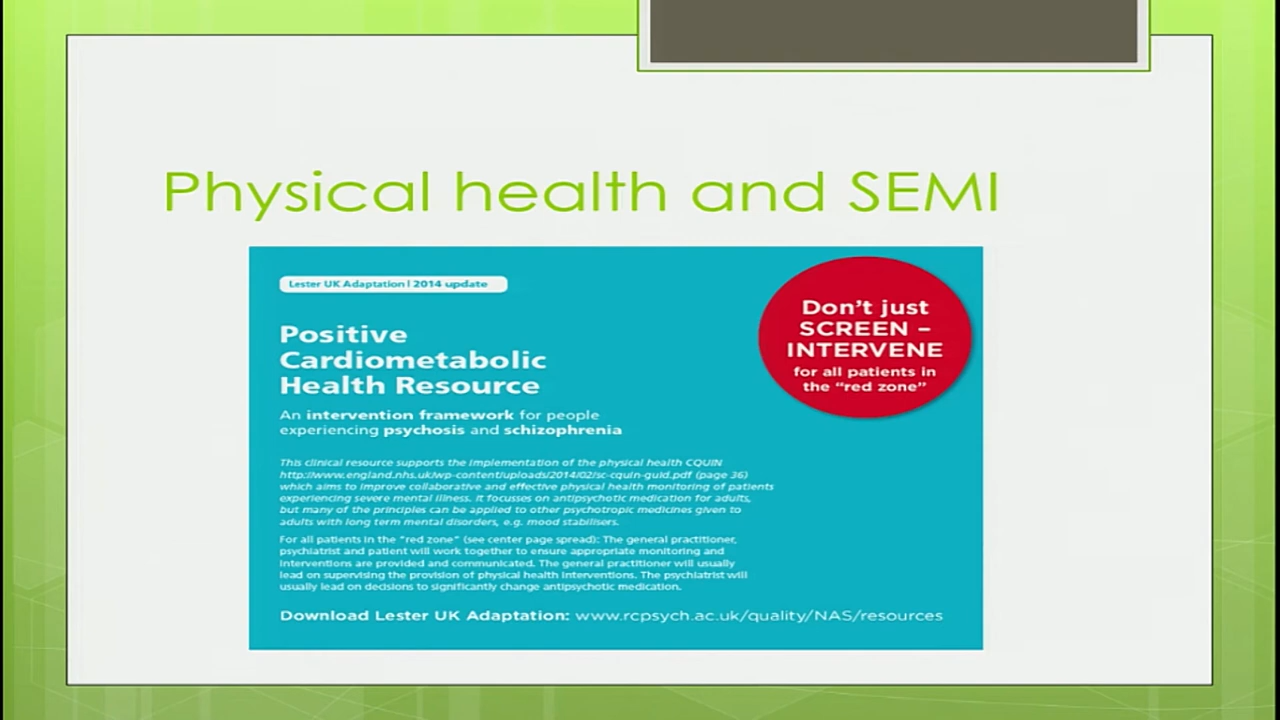 Physical health and SEMI
Lester UK Adaptation | 2014 update
Don't just
SCREEN –
INTERVENE
for all patients in
the "red zone"
Positive
Cardiometabolic
Health Resource
An intervention framework for people
experiencing psychosis and schizophrenia
This clinical resource supports the implementation of the physical health CQUIN
http://www.england.nhs.uk/wp-content/uploads/2014/02/sc-cquin-guid.pdf (page 36)
which aims to improve collaborative and effective physical health monitoring of patients
experiencing severe mental illness. It focusses on antipsychotic medication for adults,
but many of the principles can be applied to other psychotropic medicines given to
adults with long term mental disorders, e.g. mood stabilisers.
For all patients in the "red zone" (see center page spread): The general practitioner,
psychiatrist and patient will work together to ensure appropriate monitoring and
interventions are provided and communicated. The general practitioner will usually
lead on supervising the provision of physical health interventions. The psychiatrist will
usually lead on decisions to significantly change antipsychotic medication.
Download Lester UK Adaptation: www.rcpsych.ac.uk/quality/NAS/resources